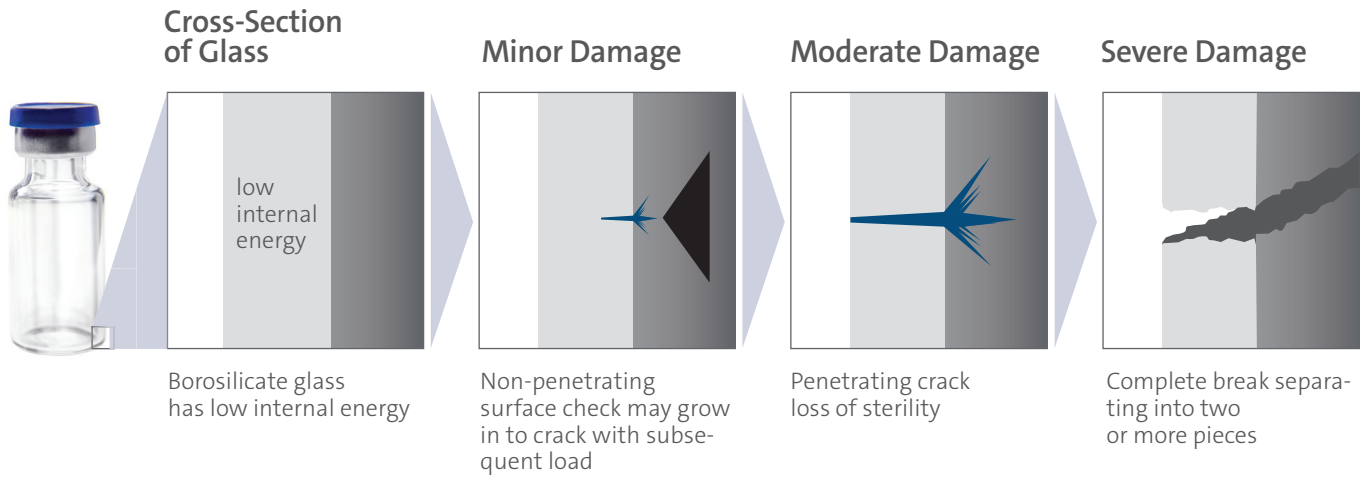 Cross-Section
of Glass
Minor Damage
Moderate Damage
Severe Damage
low
internal
energy
Borosilicate glass
has low internal energy
Non-penetrating
surface check may grow
in to crack with subse-
quent load
Penetrating crack
loss of sterility
Complete break separa-
ting into two
or more pieces